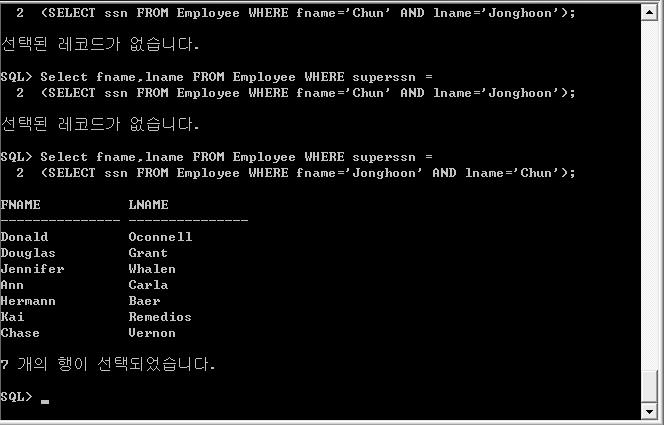 2  (SELECT ssn FROM Employee WHERE fname='Chun' AND lname='Jonghoon');
선택된 레코드가 없습니다.
SQL> Select fname,lname FROM Employee WHERE superssn =
2  (SELECT ssn FROM Employee WHERE fname='Chun' AND lname='Jonghoon');
선택된 레코드가 없습니다.
SQL> Select fname,lname FROM Employee WHERE superssn =
2  (SELECT ssn FROM Employee WHERE fname='Jonghoon' AND lname='Chun');
FNAME           LNAME
--------------- ---------------
Donald          Oconnell
Douglas         Grant
Jennifer        Whalen
Ann             Carla
Hermann         Baer
Kai             Remedios
Chase           Vernon
7 개의 행이 선택되었습니다.
SQL> _